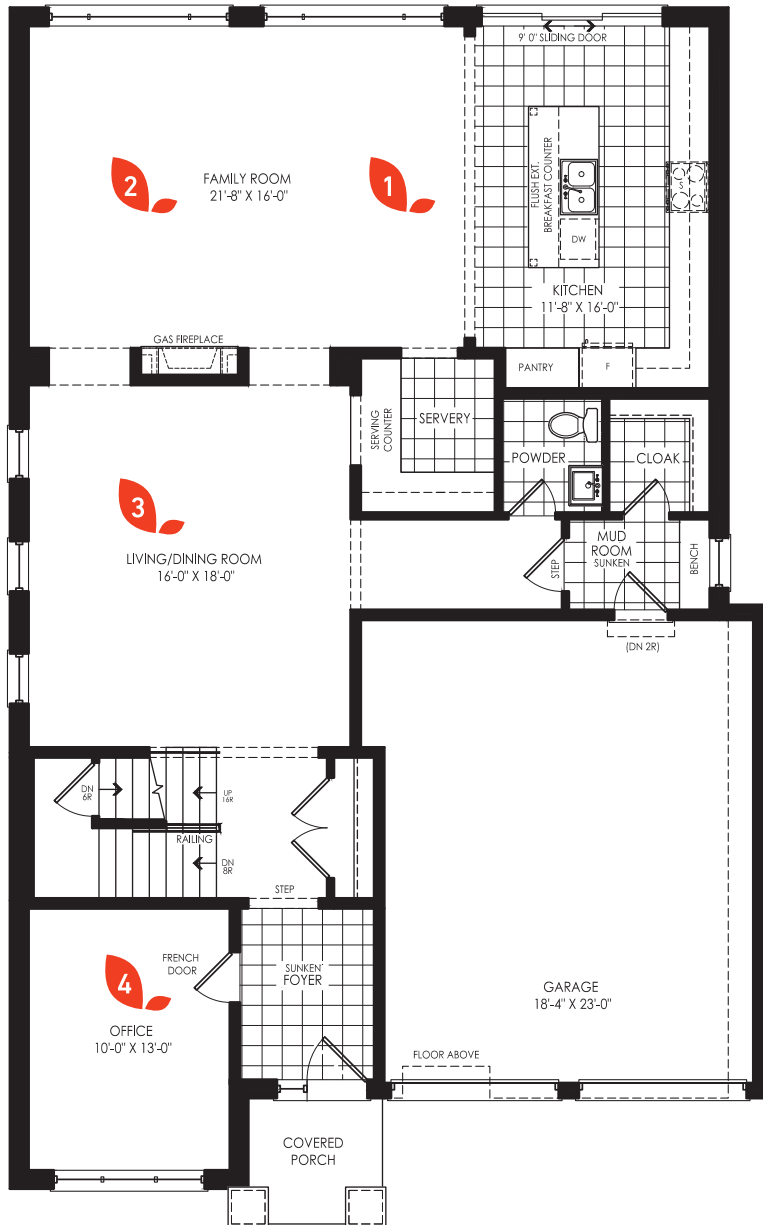 9' 0" SLIDING DOOR
2
FAMILY ROOM
21'-8" X 16'-0"
1
FLUSH EXT.
BREAKFAST COUNTER
DW
S
KITCHEN
11'-8" X 16'-0"
GAS FIREPLACE
PANTRY
F
SERVING
COUNTER
SERVERY
POWDER
CLOAK
3
LIVING/DINING ROOM
16'-0" X 18'-0"
STEP
MUD
ROOM
SUNKEN
BENCH
(DN 2R)
DN
6R
UP
16R
RAILING
DN
8R
STEP
FRENCH
DOOR
4
OFFICE
10'-0" X 13'-0"
SUNKEN
FOYER
GARAGE
18'-4" X 23'-0"
FLOOR ABOVE
COVERED
PORCH